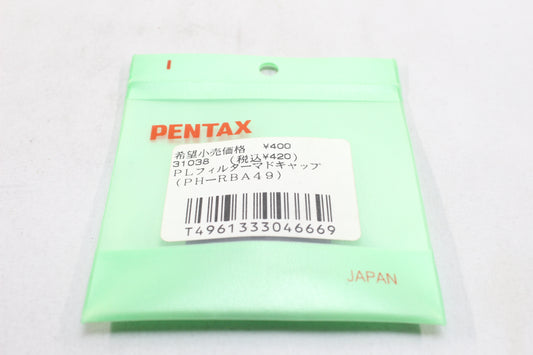 I
PENTAX
希望小売価格 ¥400
31038 (税込¥420)
PLフィルターマドキャップ
(PH-RBA49)
T4961333046669
JAPAN